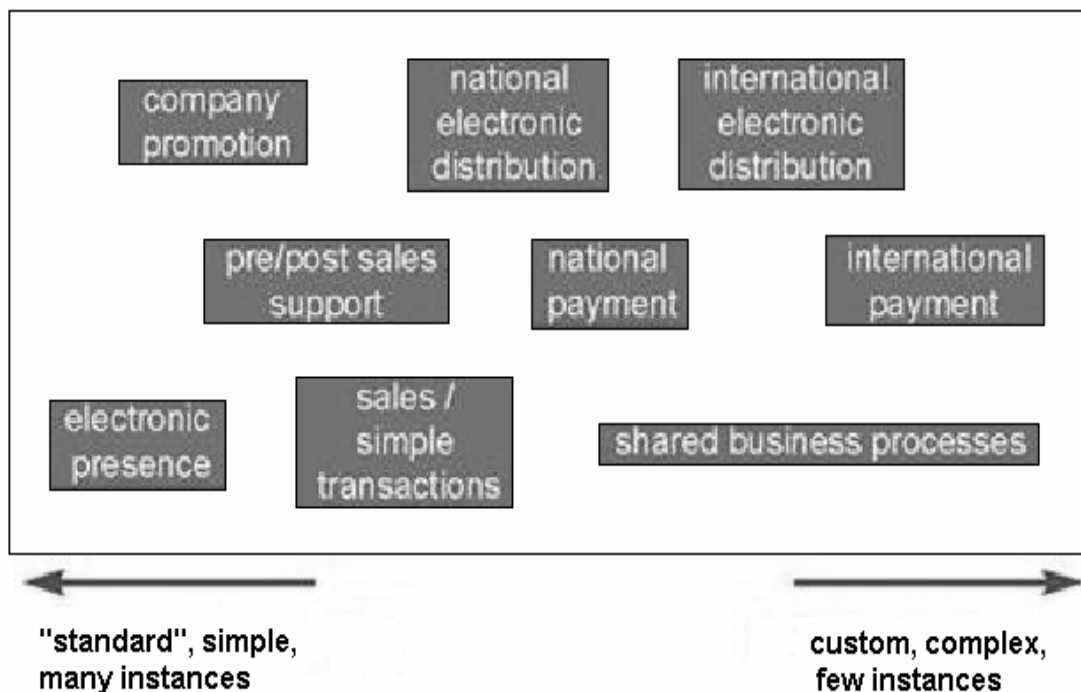 company
promotion
national
electronic
distribution
international
electronic
distribution
pre/post sales
support
national
payment
international
payment
electronic
presence
sales /
simple
transactions
shared business processes
"standard", simple,
many instances
custom, complex,
few instances